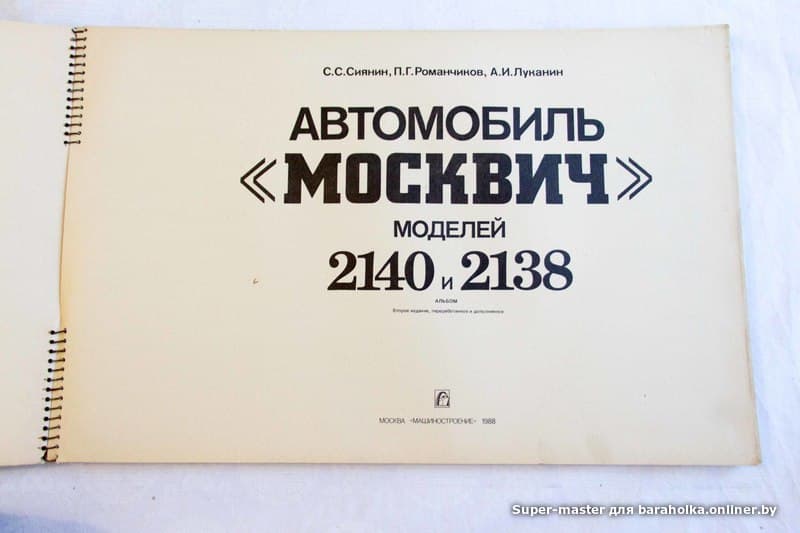 С.С.Сиянин, П.Г.Романчиков, А.И.Луканин
АВТОМОБИЛЬ
«МОСКВИЧ»
МОДЕЛЕЙ
2140 и 2138
АЛЬБОМ
Второе издание, переработанное и дополненное
МОСКВА «МАШИНОСТРОЕНИЕ» 1988
Super-master для baraholka.onliner.by